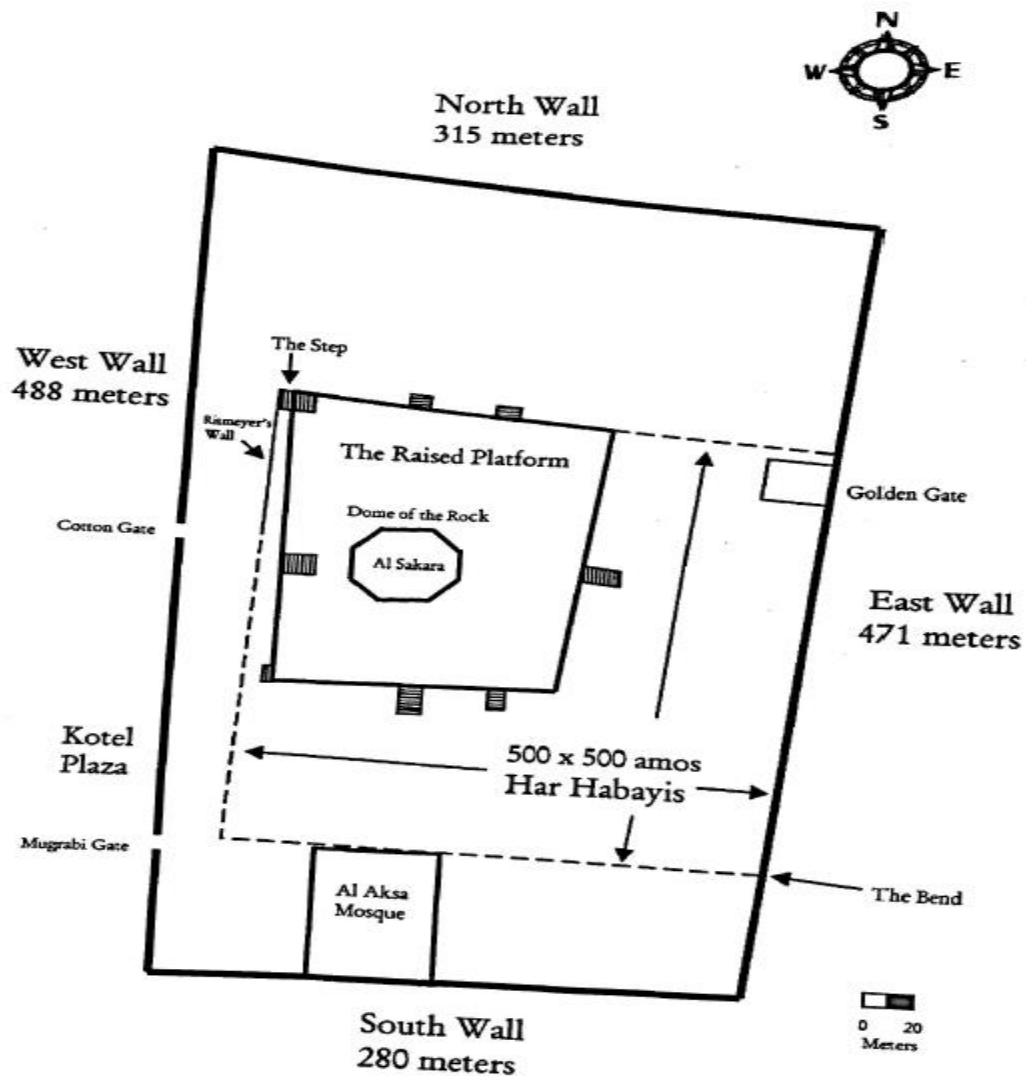 N
W E
S
North Wall
315 meters
The Step
West Wall
488 meters
Rismeyer's
Wall
The Raised Platform
Golden Gate
Dome of the Rock
Cotton Gate
Al Sakara
East Wall
471 meters
Kotel
Plaza
500 x 500 amos
Har Habayis
Mugrabi Gate
Al Aksa
Mosque
The Bend
South Wall
280 meters
0 20
Meters